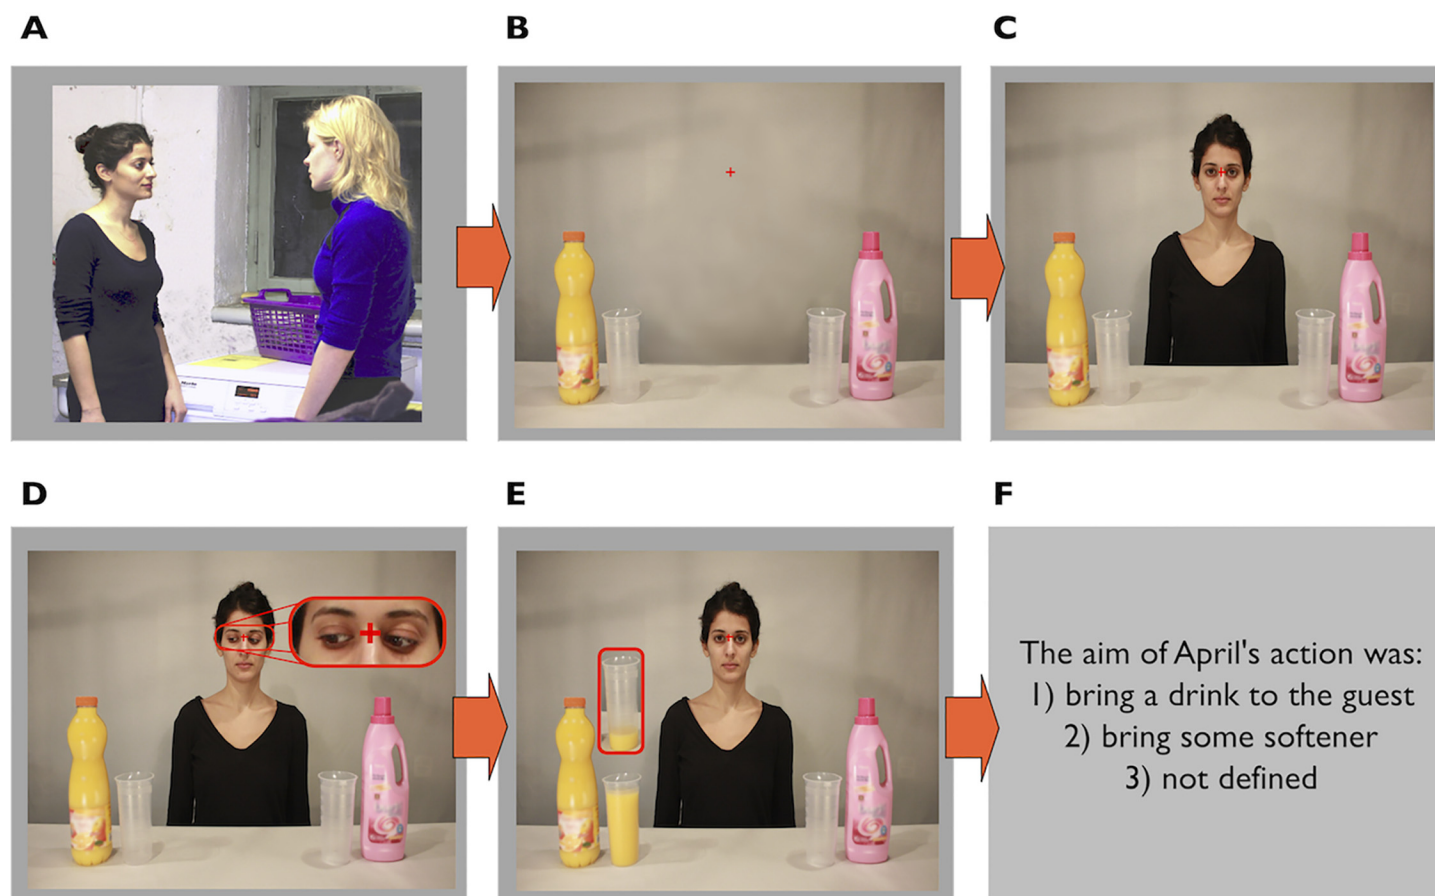 A
B
C
D
E
F
The aim of April's action was:
1) bring a drink to the guest
2) bring some softener
3) not defined